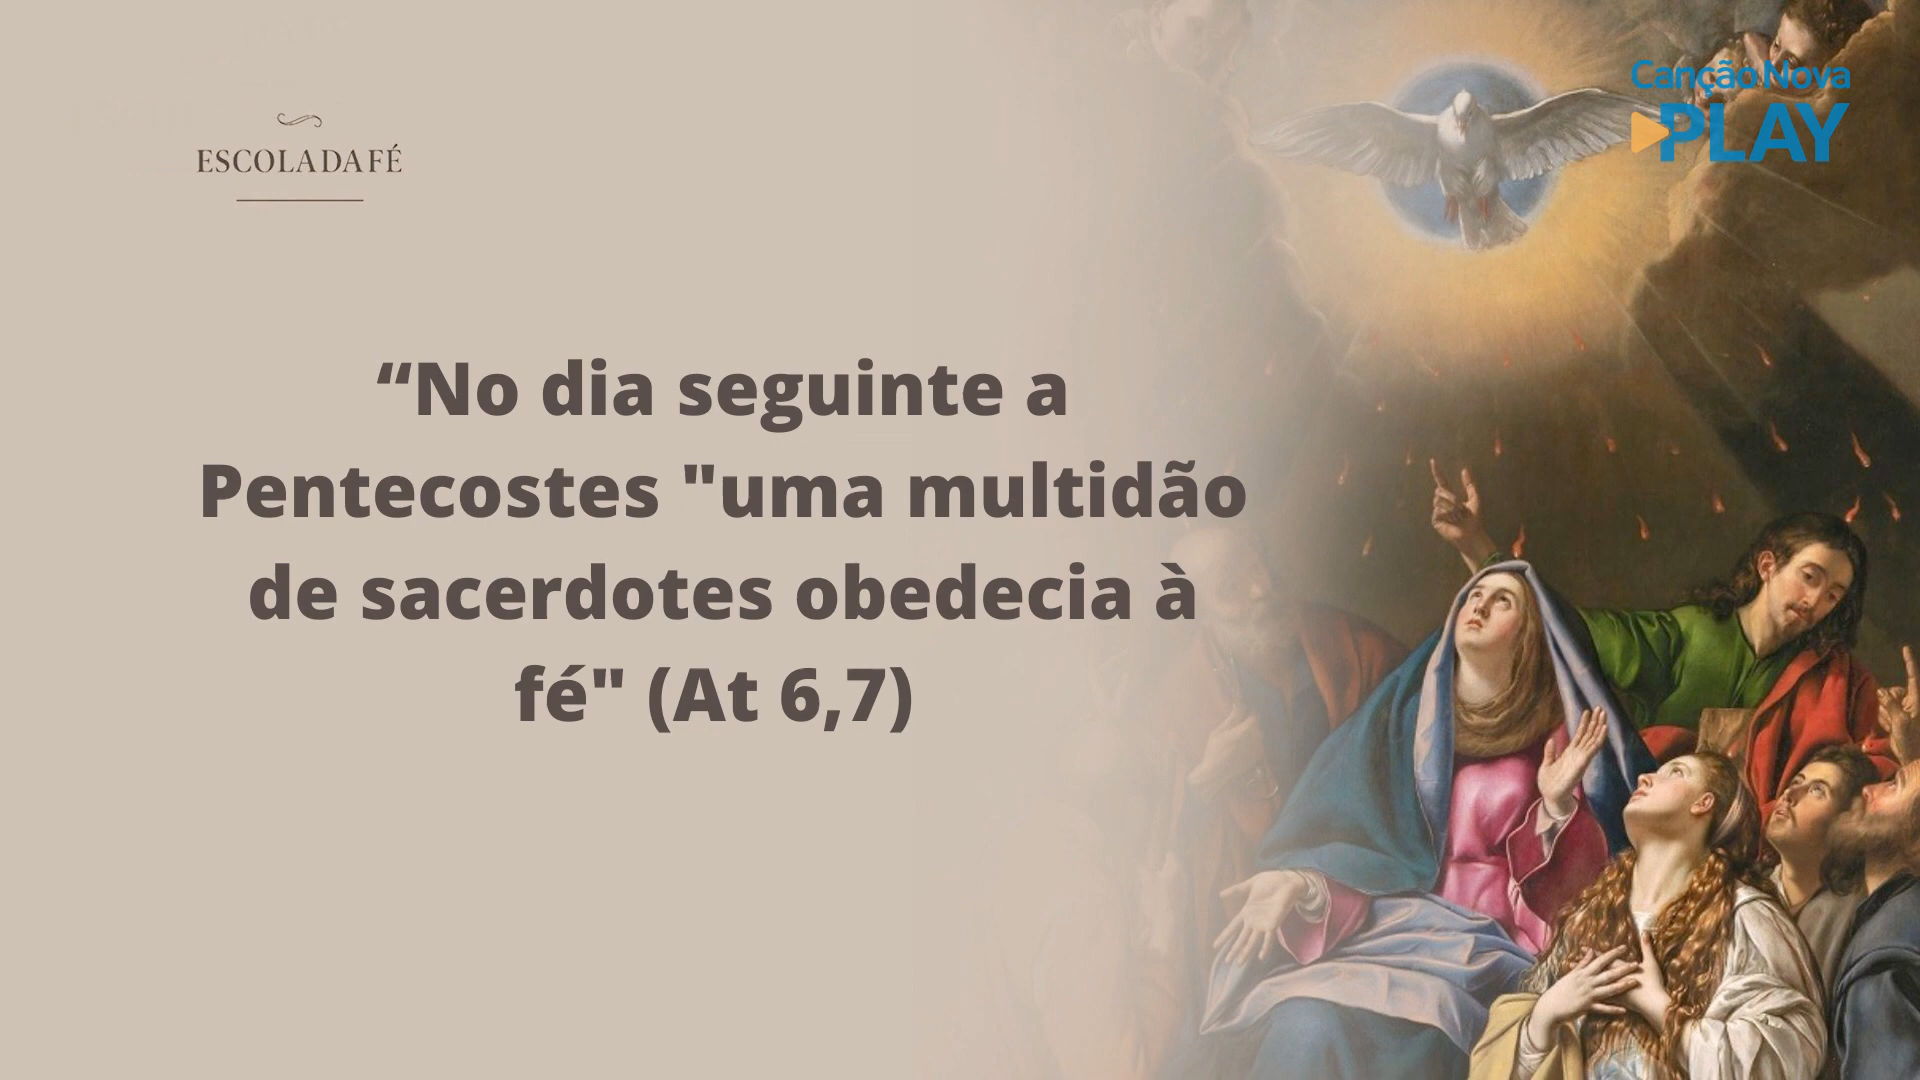 Canção Nova
PLAY
ESCOLADAFÉ
“No dia seguinte a
Pentecostes "uma multidão
de sacerdotes obedecia à
fé" (At 6,7)